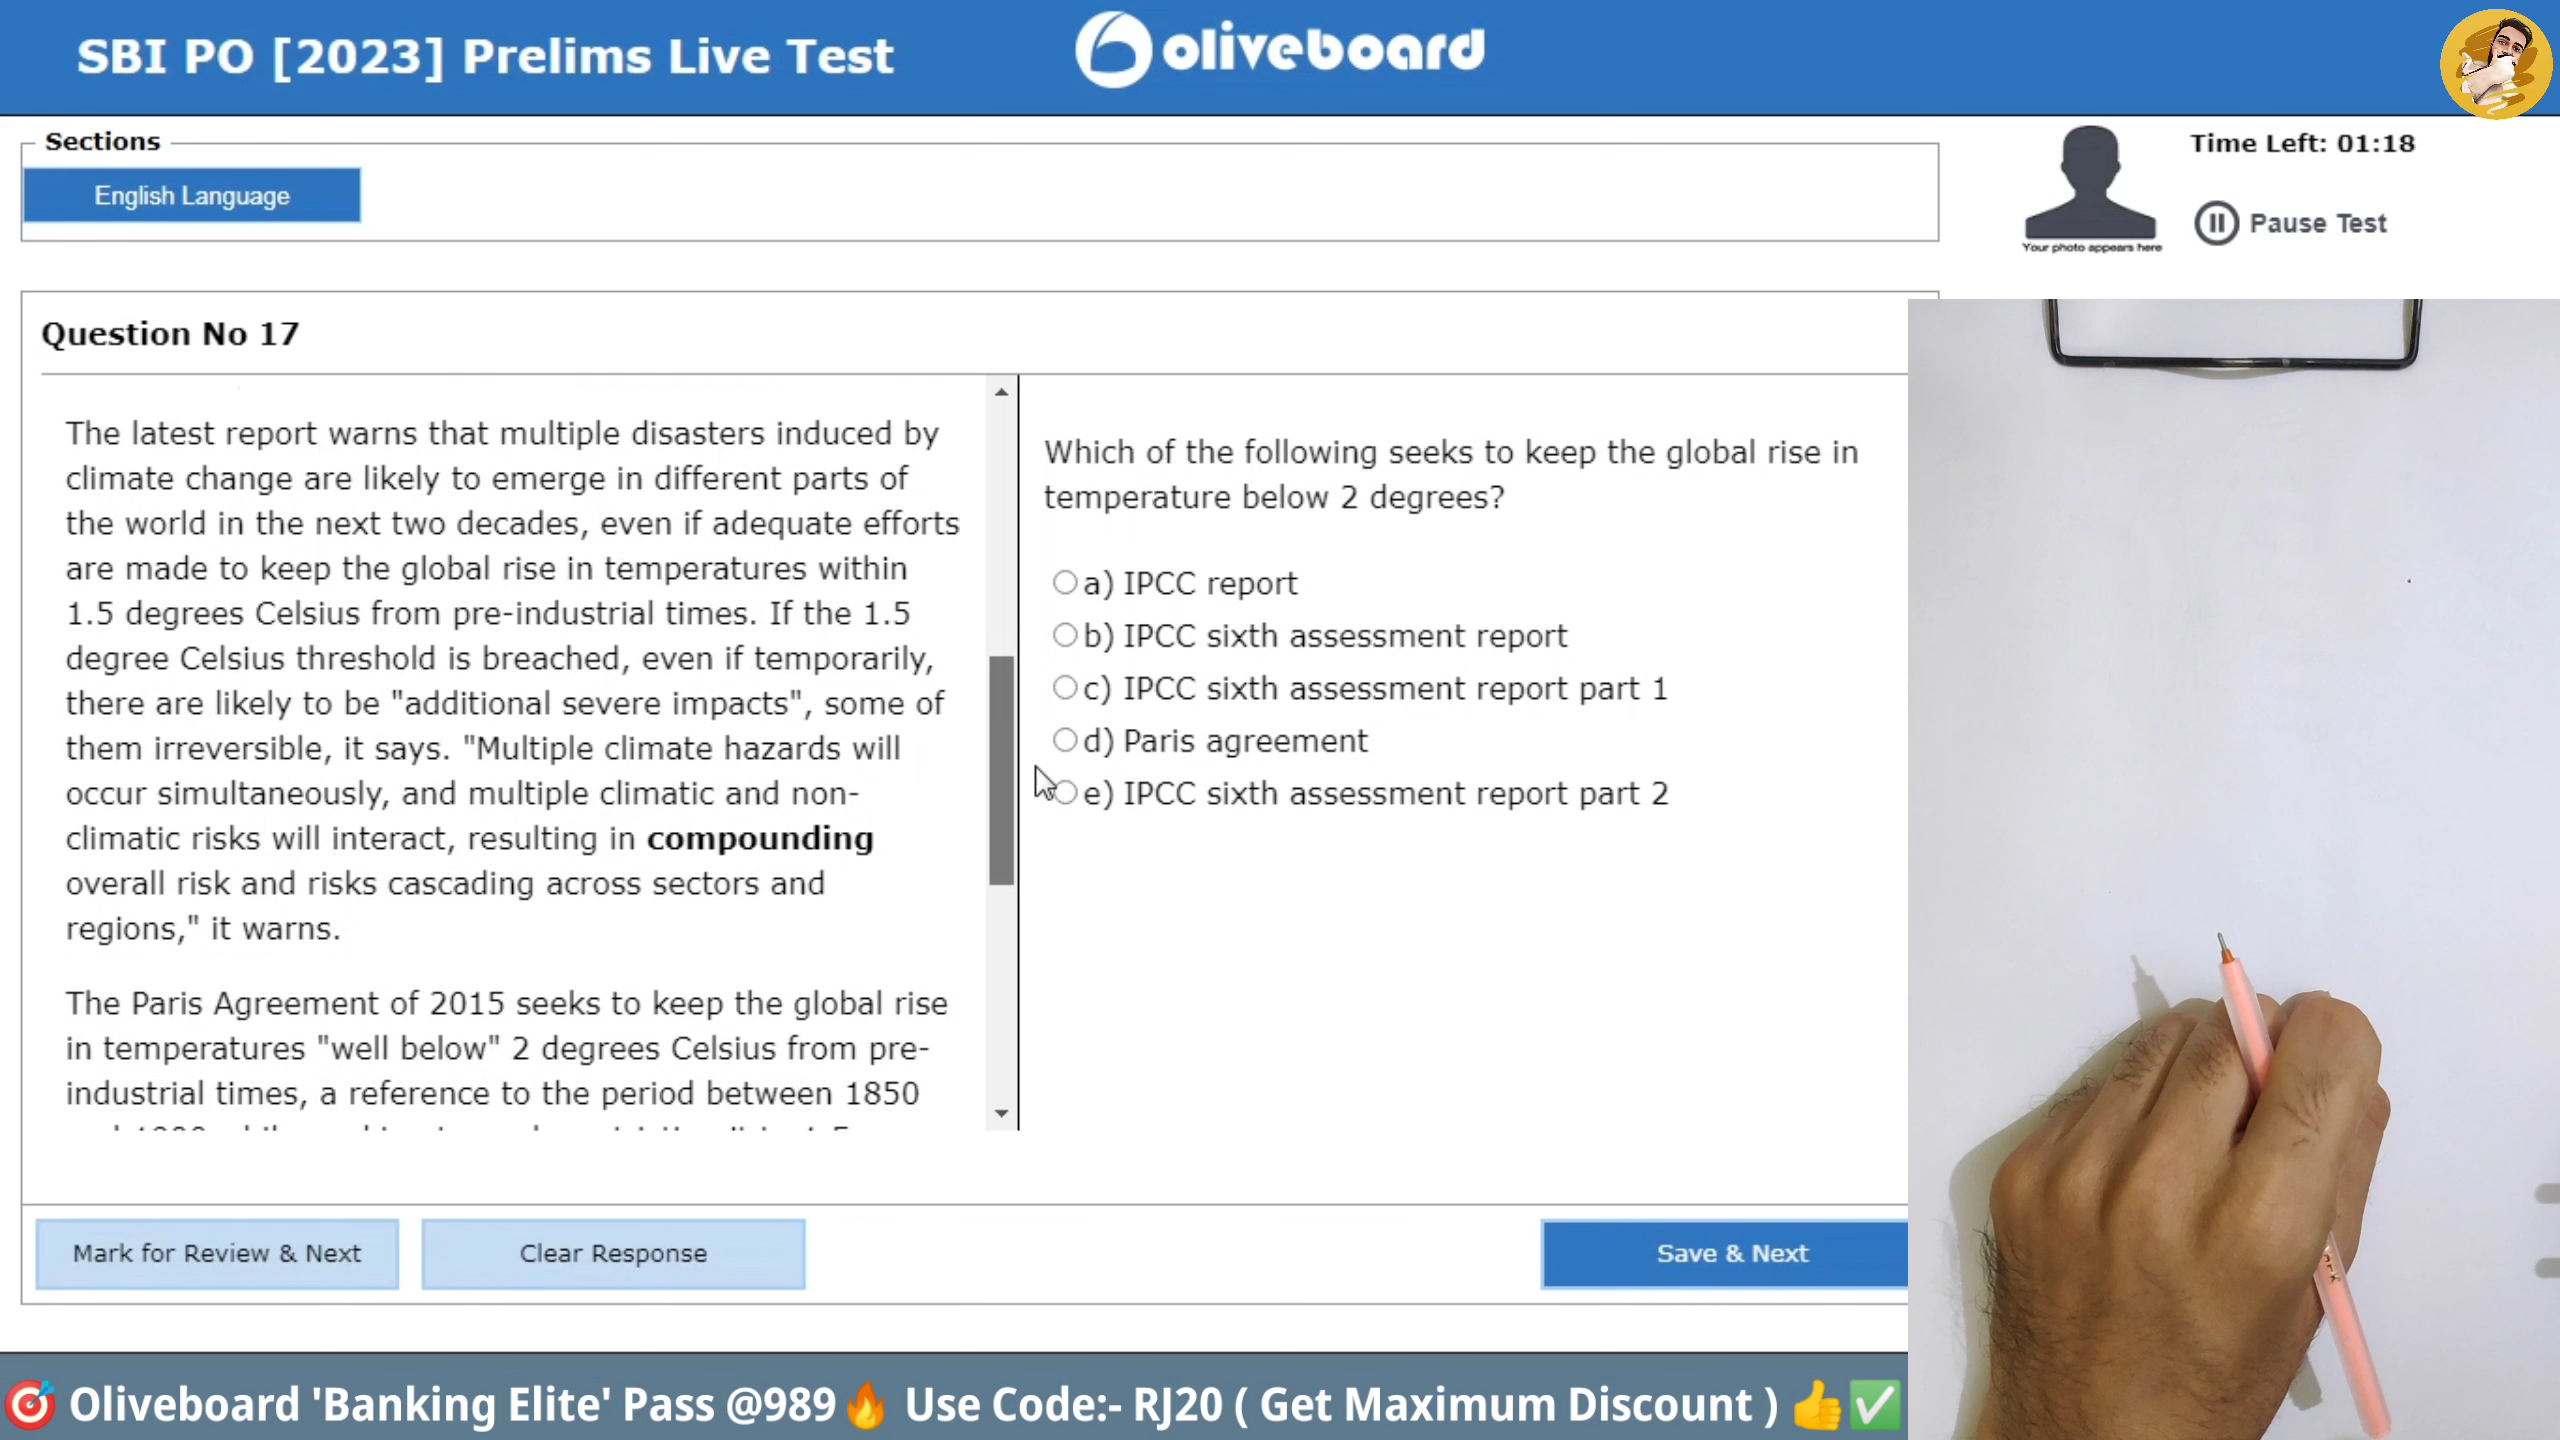 SBI PO [2023] Prelims Live Test
oliveboard
Sections
English Language
Time Left: 01:18
Pause Test
Your photo appears here
Question No 17
The latest report warns that multiple disasters induced by
climate change are likely to emerge in different parts of
the world in the next two decades, even if adequate efforts
are made to keep the global rise in temperatures within
1.5 degrees Celsius from pre-industrial times. If the 1.5
degree Celsius threshold is breached, even if temporarily,
there are likely to be "additional severe impacts", some of
them irreversible, it says. "Multiple climate hazards will
occur simultaneously, and multiple climatic and non-
climatic risks will interact, resulting in compounding
overall risk and risks cascading across sectors and
regions," it warns.
The Paris Agreement of 2015 seeks to keep the global rise
in temperatures "well below" 2 degrees Celsius from pre-
industrial times, a reference to the period between 1850
Which of the following seeks to keep the global rise in
temperature below 2 degrees?
a) IPCC report
b) IPCC sixth assessment report
c) IPCC sixth assessment report part 1
d) Paris agreement
e) IPCC sixth assessment report part 2
Mark for Review & Next
Clear Response
Save & Next
🎯 Oliveboard 'Banking Elite' Pass @989🔥 Use Code:- RJ20 ( Get Maximum Discount ) 👍✅